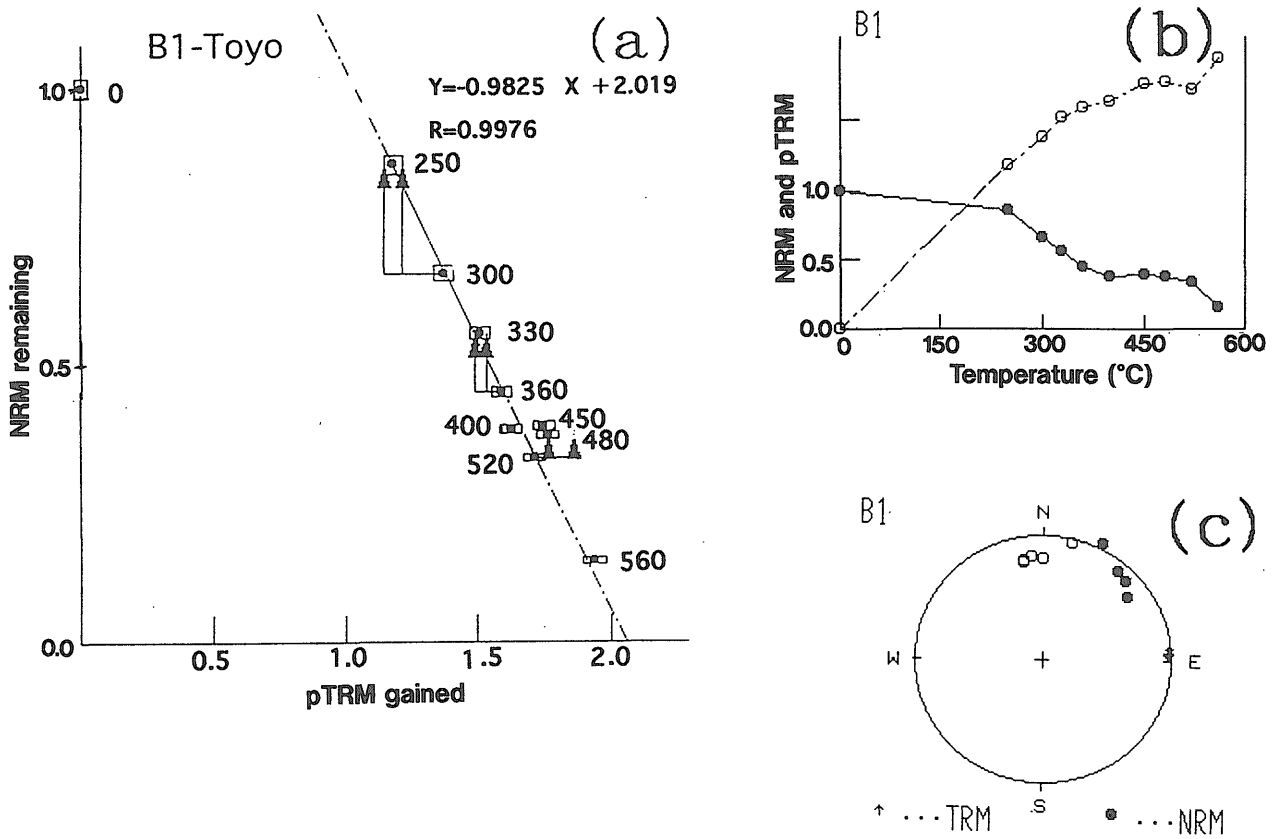 B1-Toyo
(a)
Y=-0.9825 X +2.019
R=0.9976
1.0
0
250
300
330
0.5
360
400
450
480
520
560
0.0
0.5
1.0
1.5
2.0
NRM remaining
pTRM gained
B1
(b)
NRM and pTRM
1.0
0.5
0.0
0
150
300
450
600
Temperature (°C)
B1
(c)
N
W
E
S
↑ ...TRM
● ...NRM